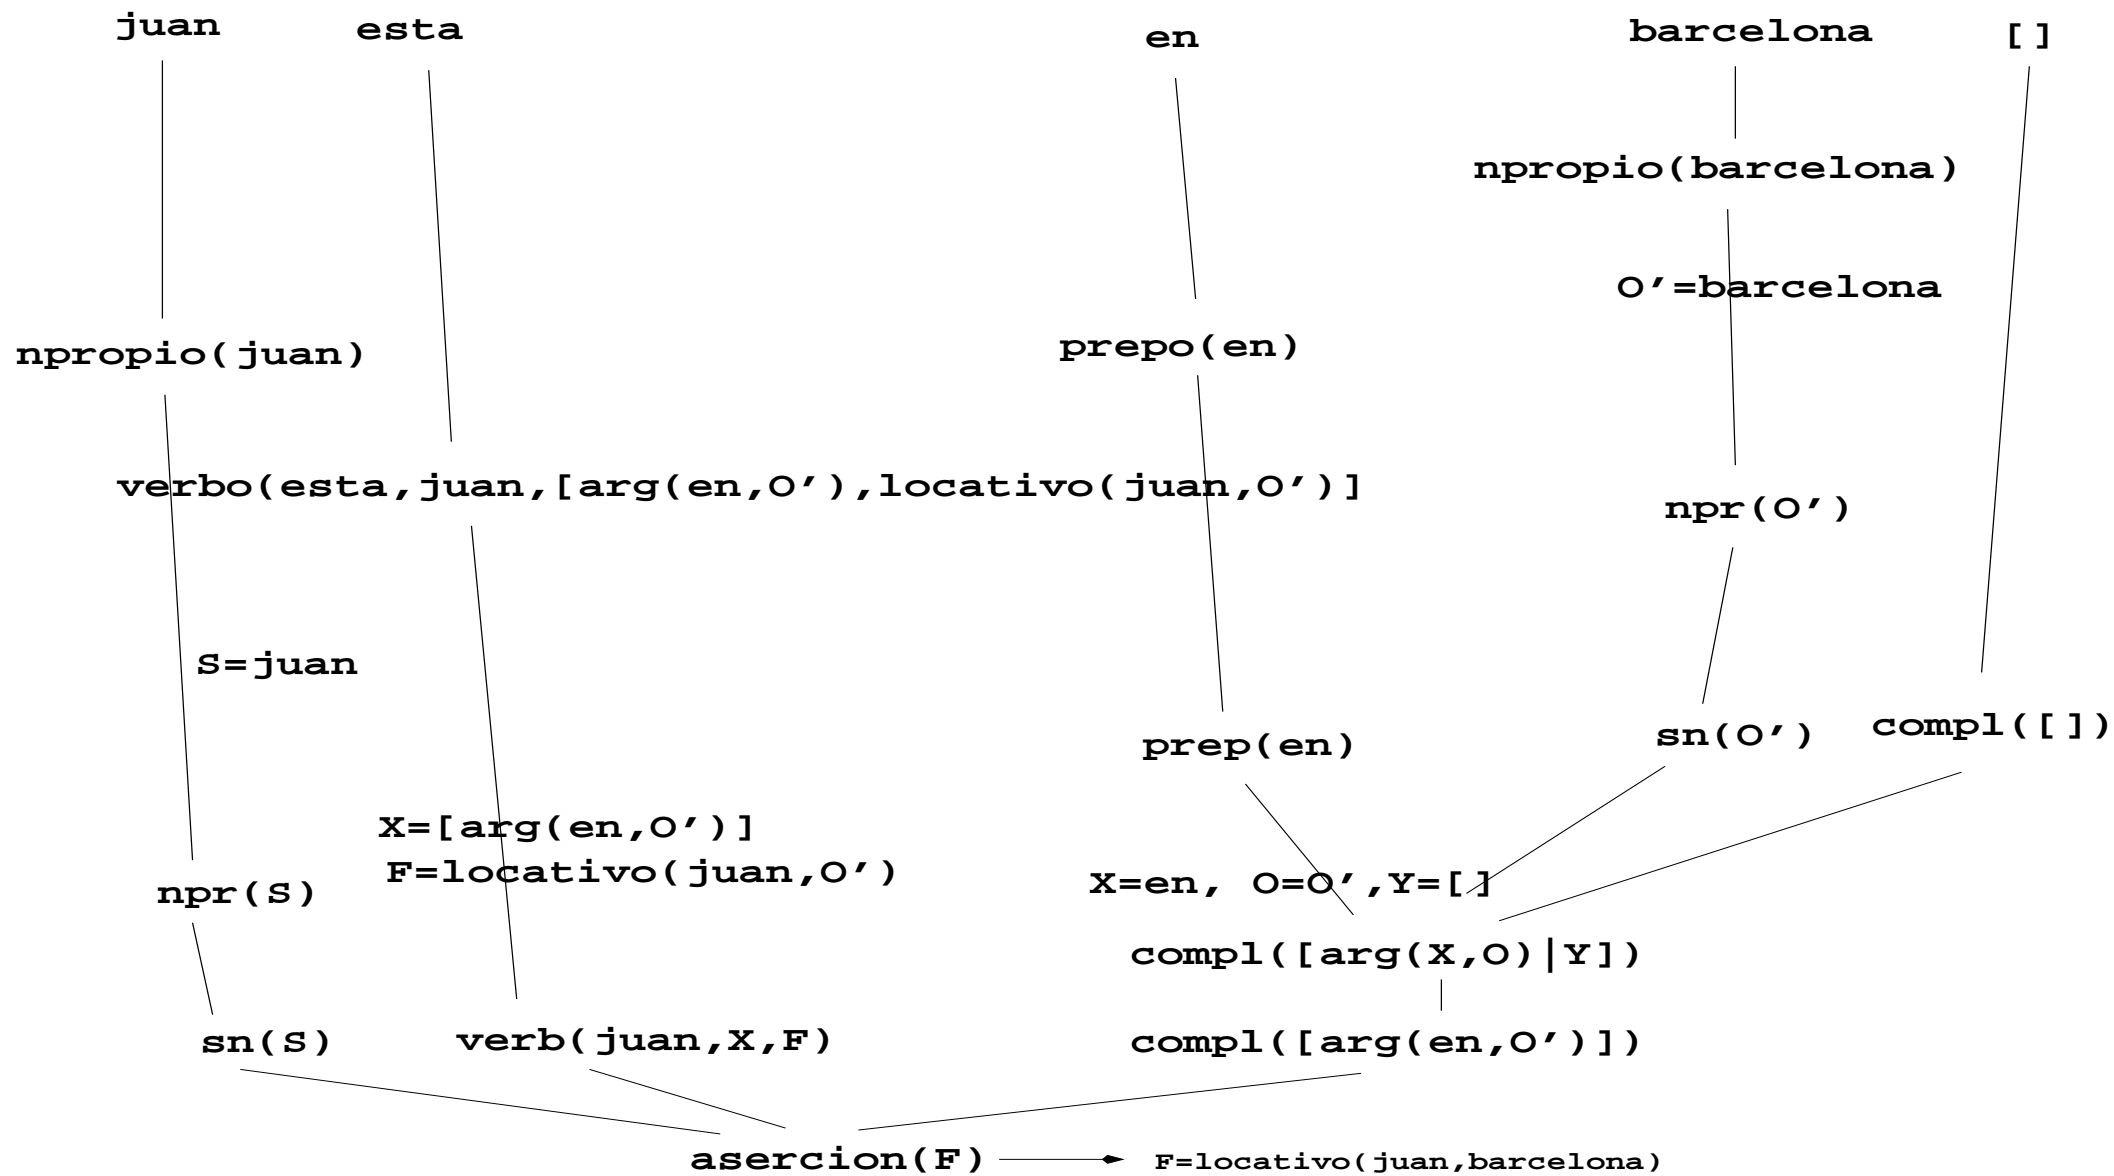 juan esta en barcelona []
npropio(barcelona)
O′=barcelona
npropio(juan) prepo(en)
verbo(esta,juan,[arg(en,O′),locativo(juan,O′)]
npr(O′)
S=juan
prep(en) sn(O′) compl([])
X=[arg(en,O′)]
F=locativo(juan,O′)
npr(S) X=en, O=O′,Y=[]
compl([arg(X,O)|Y])
sn(S) verb(juan,X,F) compl([arg(en,O′)])
asercion(F) F=locativo(juan,barcelona)